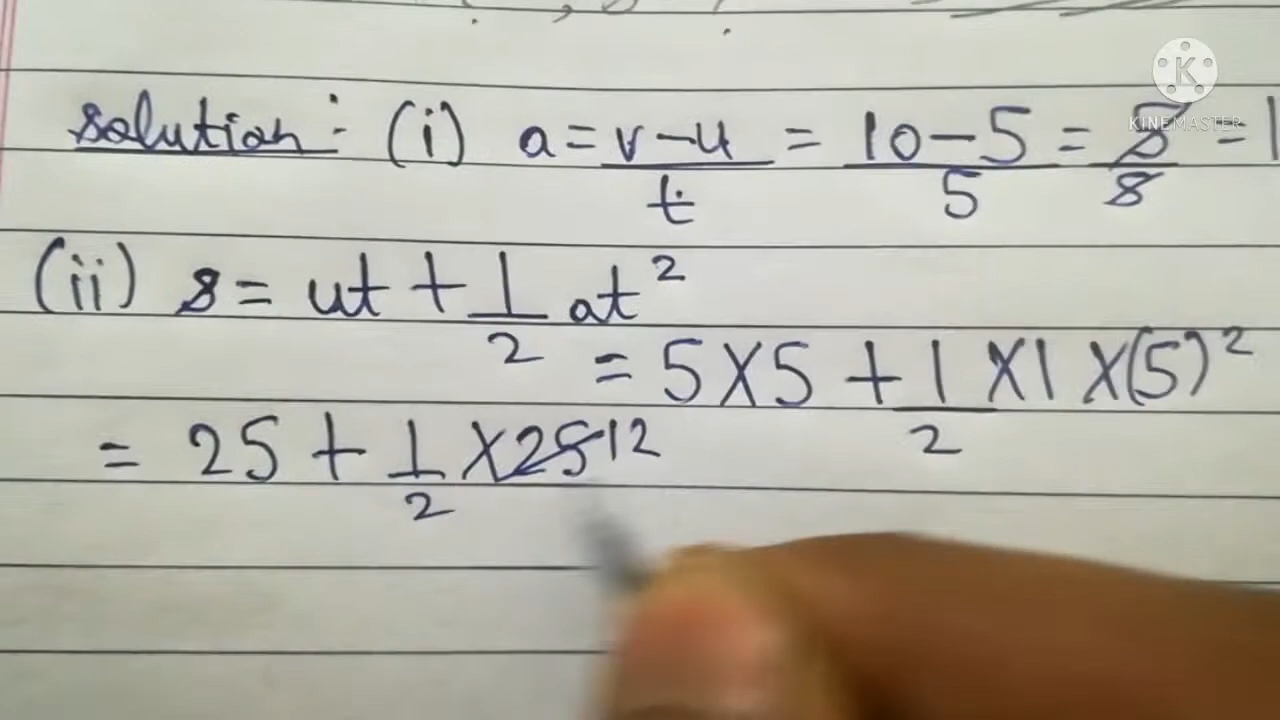 solution:- (i) a = v-u/t = 10-5/5 = 5/5 = 1
(ii) s = ut + 1/2 at²
= 5×5 + 1/2 ×1×(5)²
= 25 + 1/2 ×25 12
K
KINEMASTER